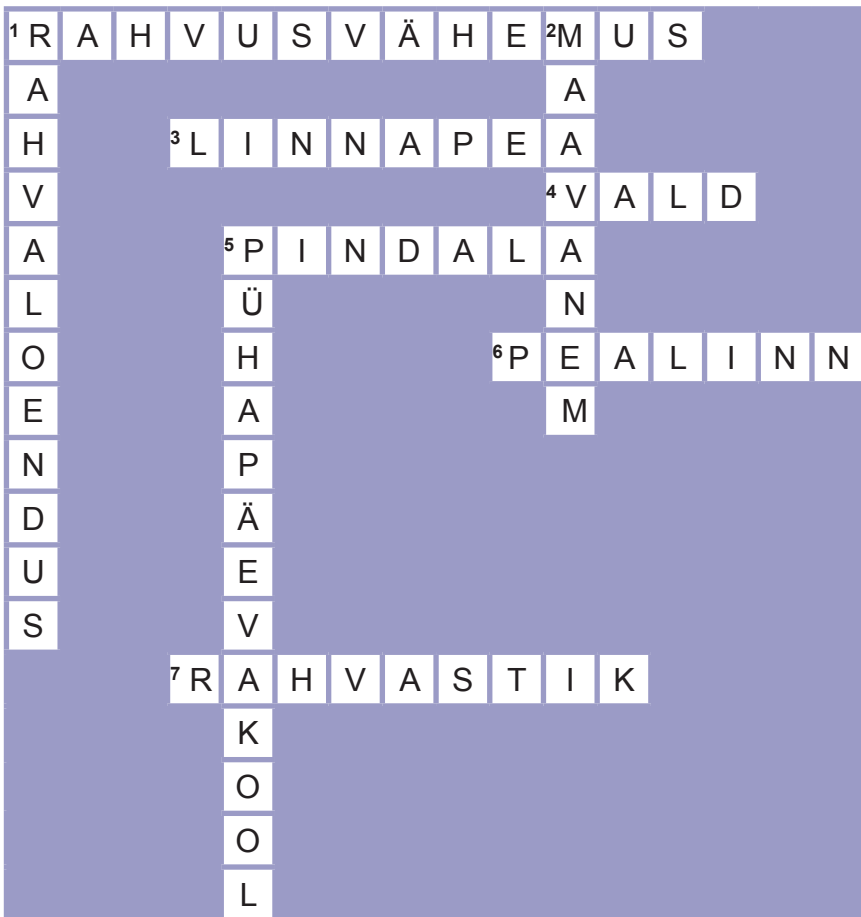 1 R A H V U S V Ä H E 2 M U S
A A
H 3 L I N N A P E A
V 4 V A L D
A 5 P I N D A L A
L Ü N
O H 6 P E A L I N N
E A M
N P
D Ä
U E
S V
7 R A H V A S T I K
K
O
O
L